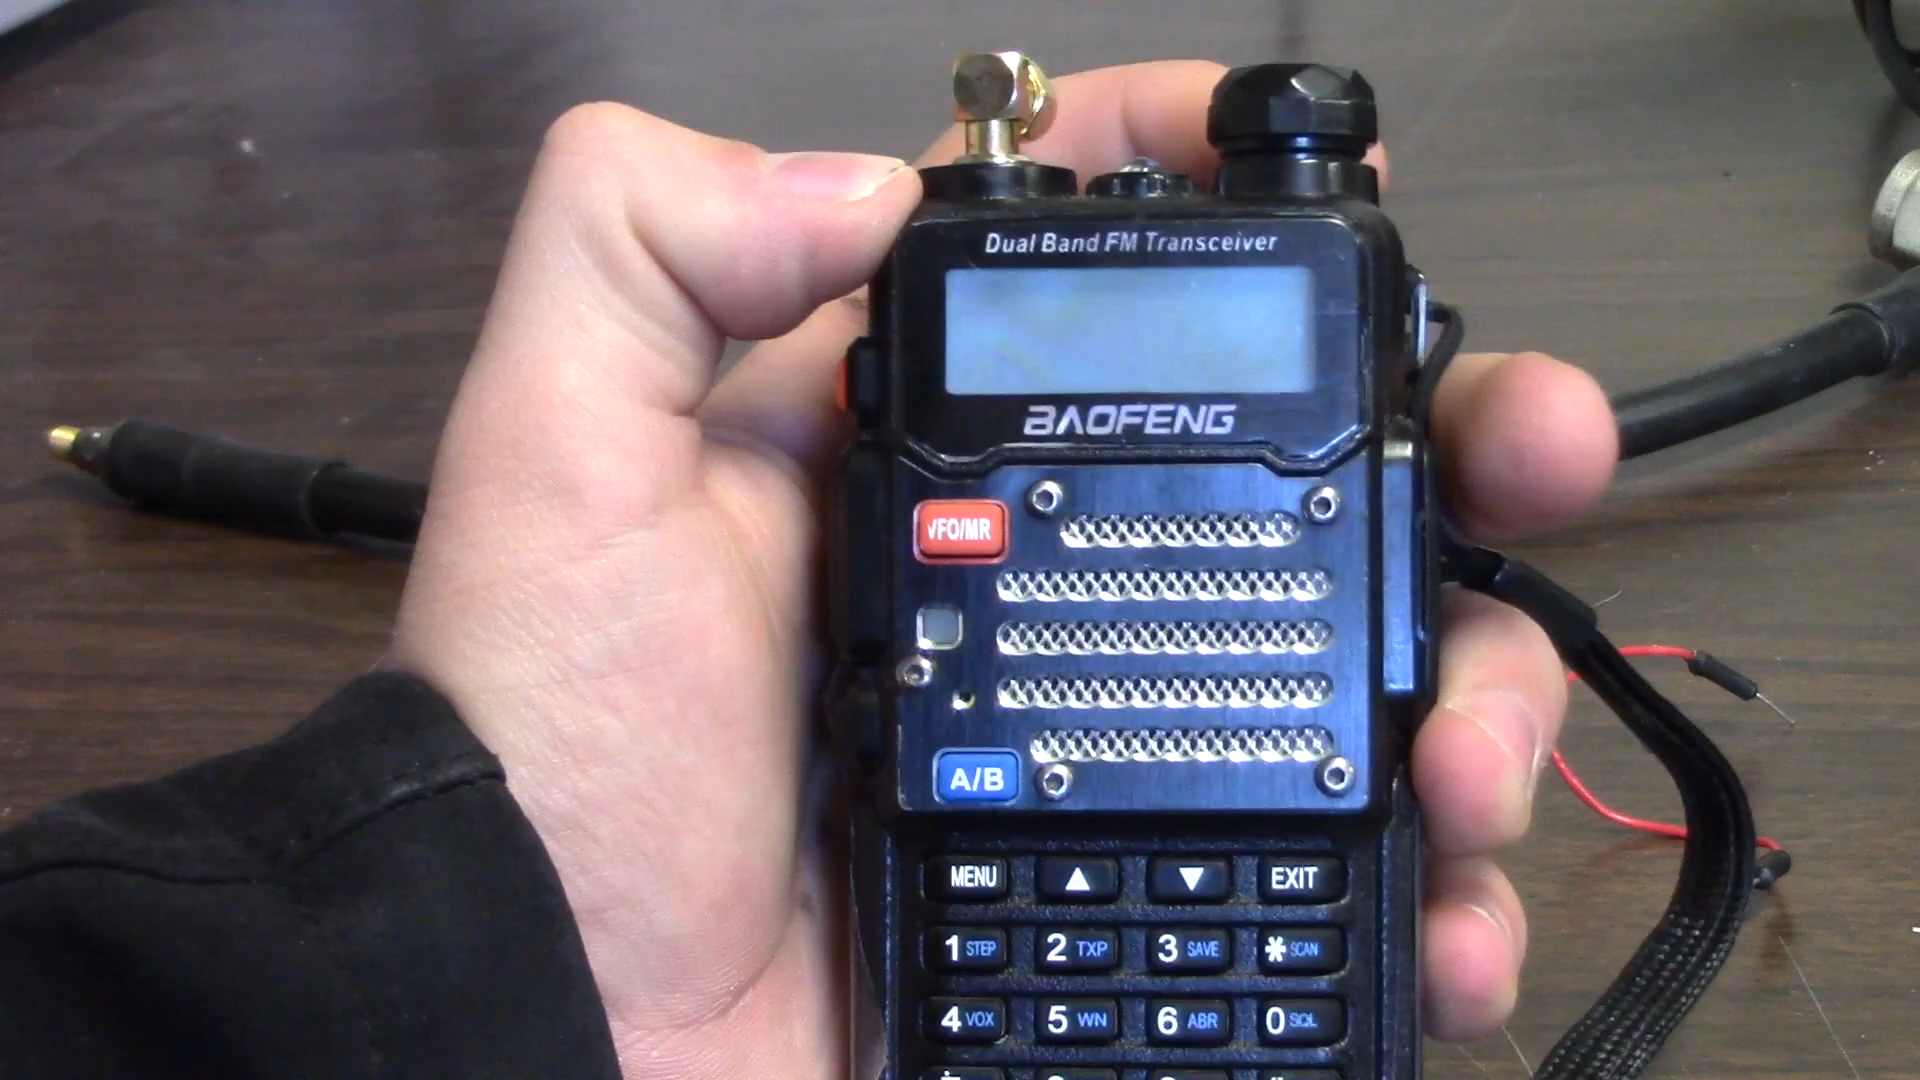 Dual Band FM Transceiver
BAOFENG
VFO/MR
A/B
MENU ▲ ▼ EXIT
1 STEP 2 TXP 3 SAVE * SCAN
4 VOX 5 WN 6 ABR 0 SQL